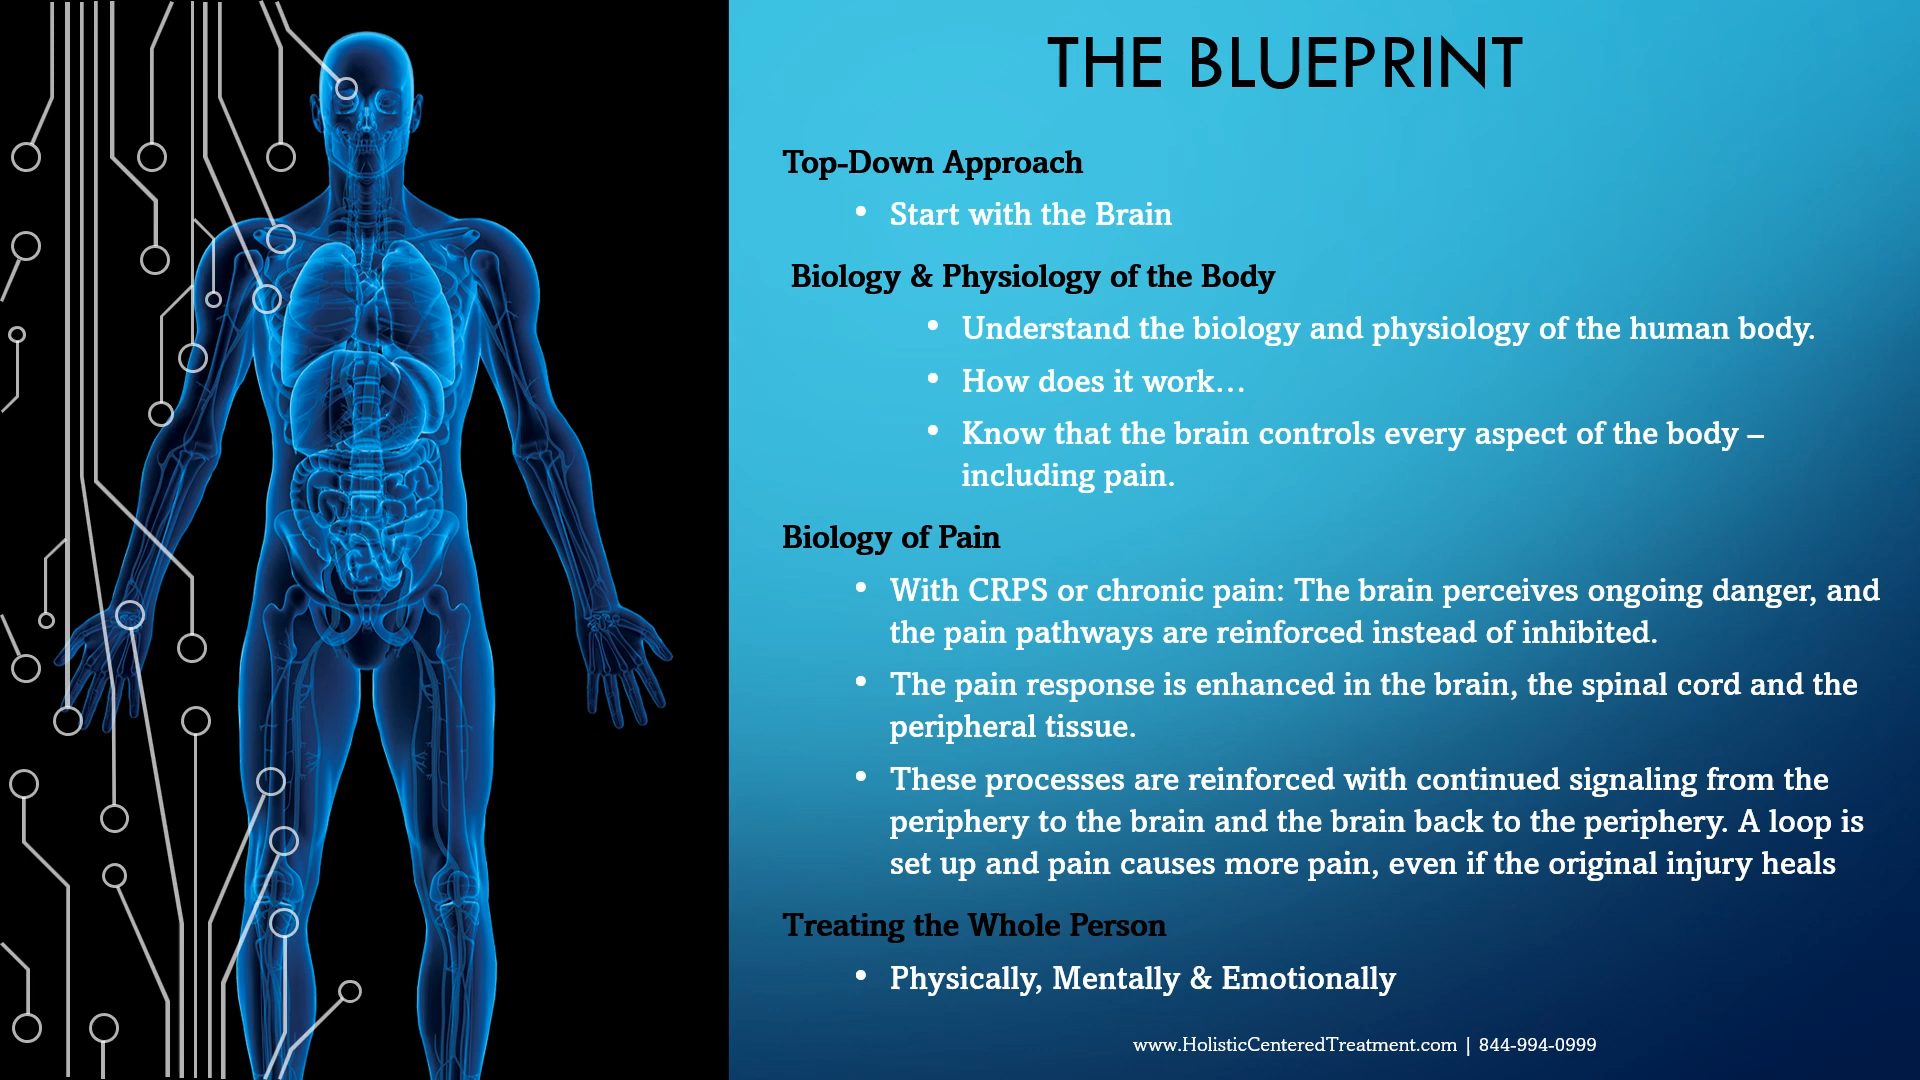 THE BLUEPRINT
Top-Down Approach
• Start with the Brain
Biology & Physiology of the Body
• Understand the biology and physiology of the human body.
• How does it work…
• Know that the brain controls every aspect of the body –
including pain.
Biology of Pain
• With CRPS or chronic pain: The brain perceives ongoing danger, and
the pain pathways are reinforced instead of inhibited.
• The pain response is enhanced in the brain, the spinal cord and the
peripheral tissue.
• These processes are reinforced with continued signaling from the
periphery to the brain and the brain back to the periphery. A loop is
set up and pain causes more pain, even if the original injury heals
Treating the Whole Person
• Physically, Mentally & Emotionally
www.HolisticCenteredTreatment.com | 844-994-0999